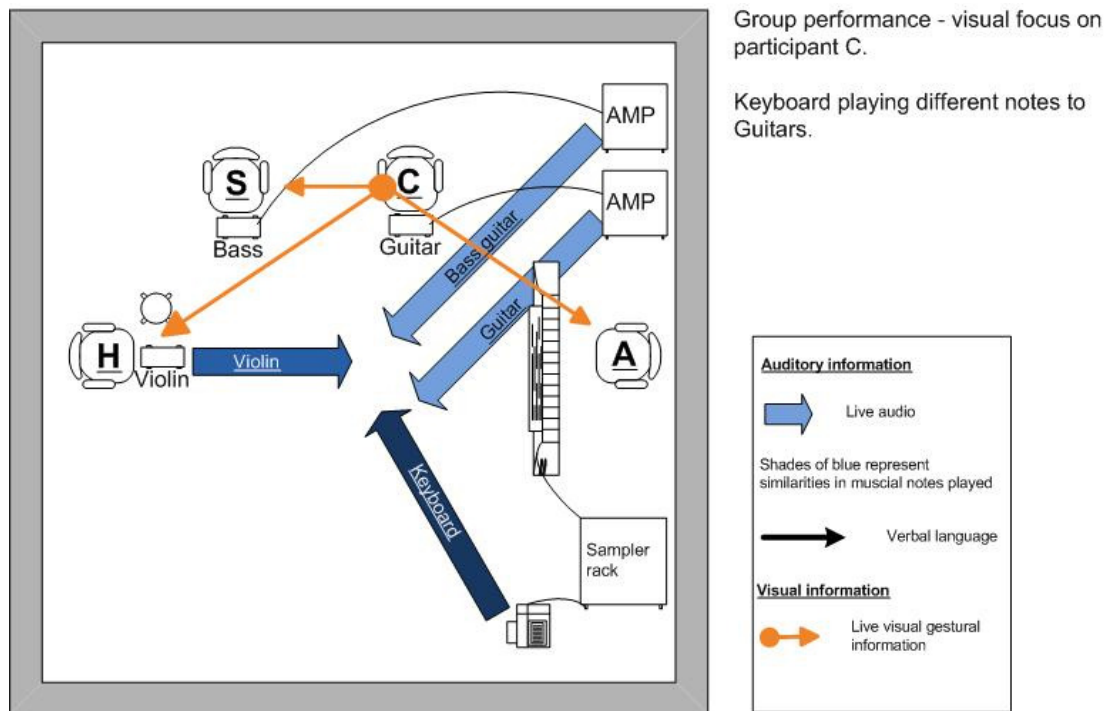 Group performance - visual focus on
participant C.
Keyboard playing different notes to
Guitars.
AMP
AMP
S
C
Bass
Guitar
Bass guitar
Guitar
H
Violin
Violin
A
Keyboard
Sampler
rack
Auditory information
Live audio
Shades of blue represent
similarities in muscial notes played
Verbal language
Visual information
Live visual gestural
information